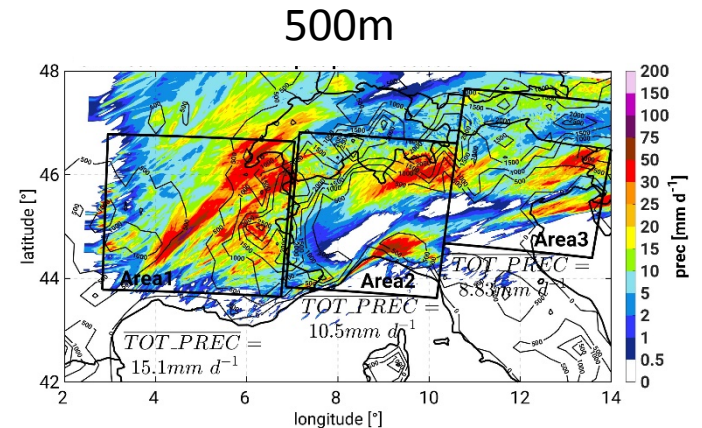 500m
48
46
44
42
2
4
6
8
10
12
14
latitude [°]
longitude [°]
Area1
Area2
Area3
TOT_PREC =
15.1mm d⁻¹
TOT_PREC =
10.5mm d⁻¹
TOT_PREC =
8.83mm d⁻¹
200
150
100
75
50
30
25
20
15
10
5
2
1
0.5
0
prec [mm d⁻¹]